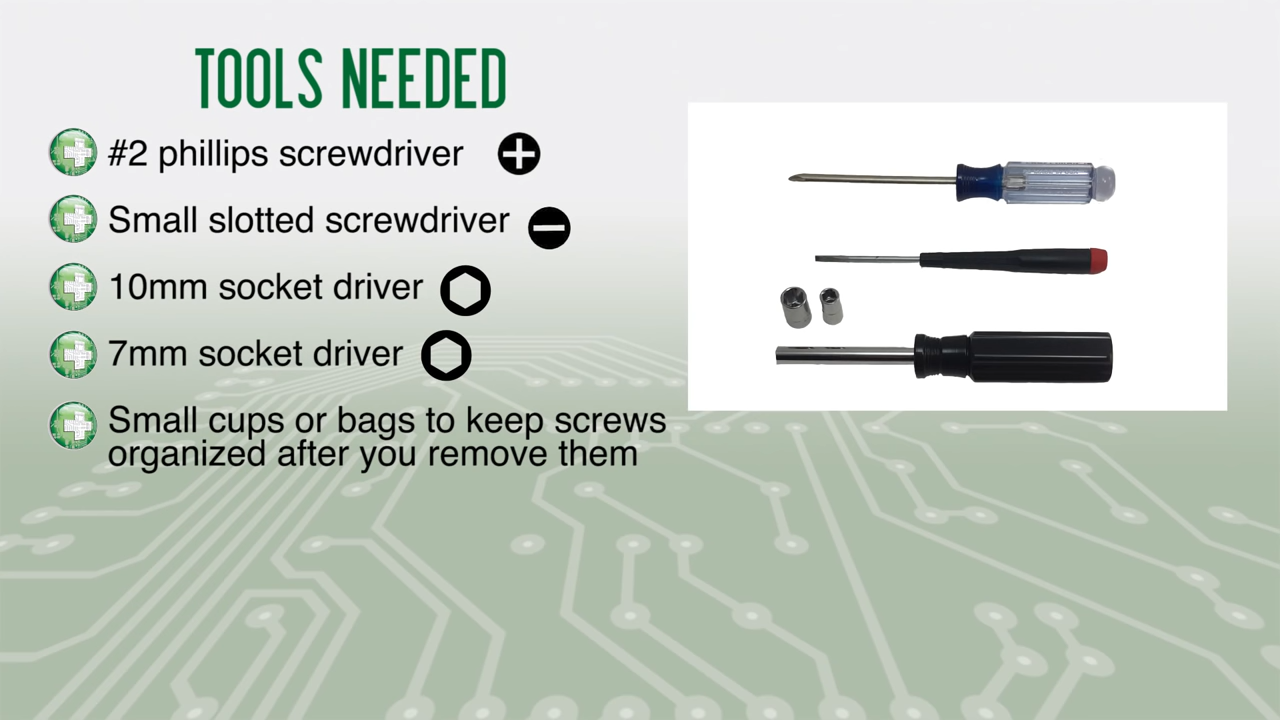 TOOLS NEEDED
#2 phillips screwdriver
Small slotted screwdriver
10mm socket driver
7mm socket driver
Small cups or bags to keep screws
organized after you remove them